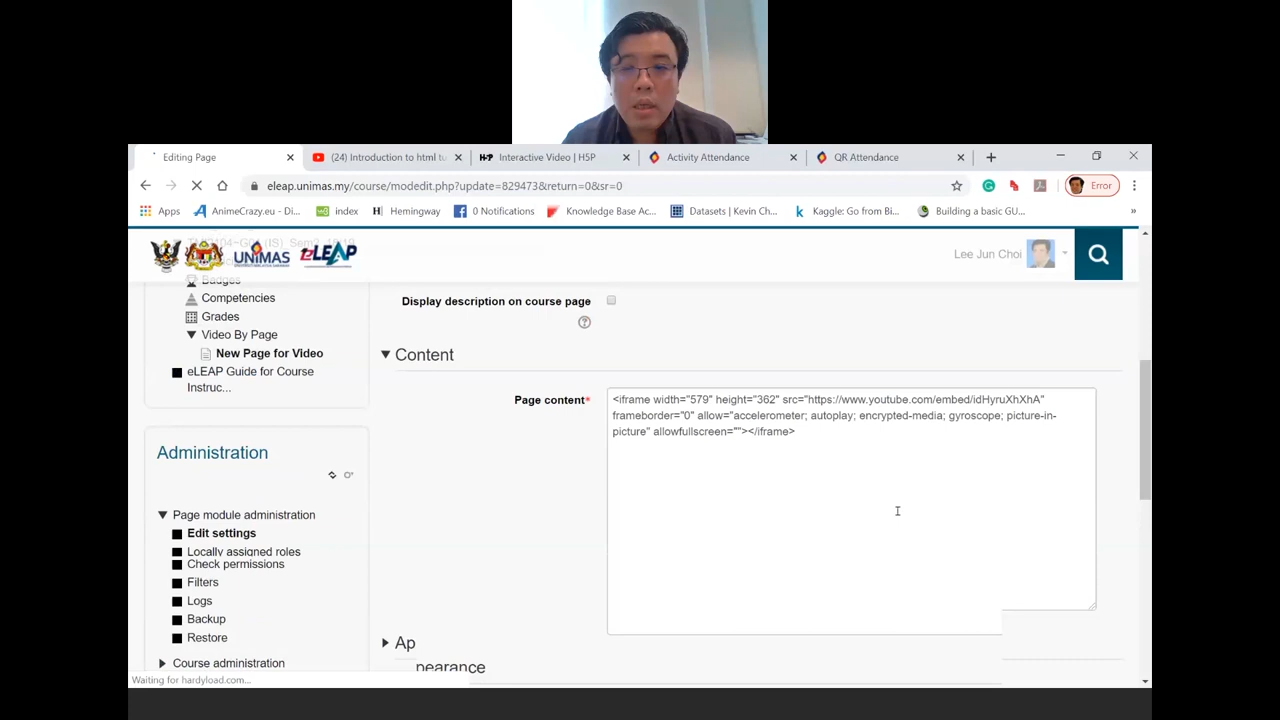 Editing Page
(24) Introduction to html tu
H5P Interactive Video | H5P
Activity Attendance
QR Attendance
eleap.unimas.my/course/modedit.php?update=829473&return=0&sr=0
Error
Apps
AnimeCrazy.eu - Di...
index
Hemingway
0 Notifications
Knowledge Base Ac...
Datasets | Kevin Ch...
Kaggle: Go from Bi...
Building a basic GU...
»
UNIMAS
eLEAP
Lee Jun Choi
Badges
Competencies
Grades
Video By Page
New Page for Video
eLEAP Guide for Course
Instruc...
Administration
Page module administration
Edit settings
Locally assigned roles
Check permissions
Filters
Logs
Backup
Restore
Course administration
Display description on course page
Content
Page content*
<iframe width="579" height="362" src="https://www.youtube.com/embed/idHyruXhXhA"
frameborder="0" allow="accelerometer; autoplay; encrypted-media; gyroscope; picture-in-
picture" allowfullscreen=""></iframe>
Ap
pearance
Waiting for hardyload.com...